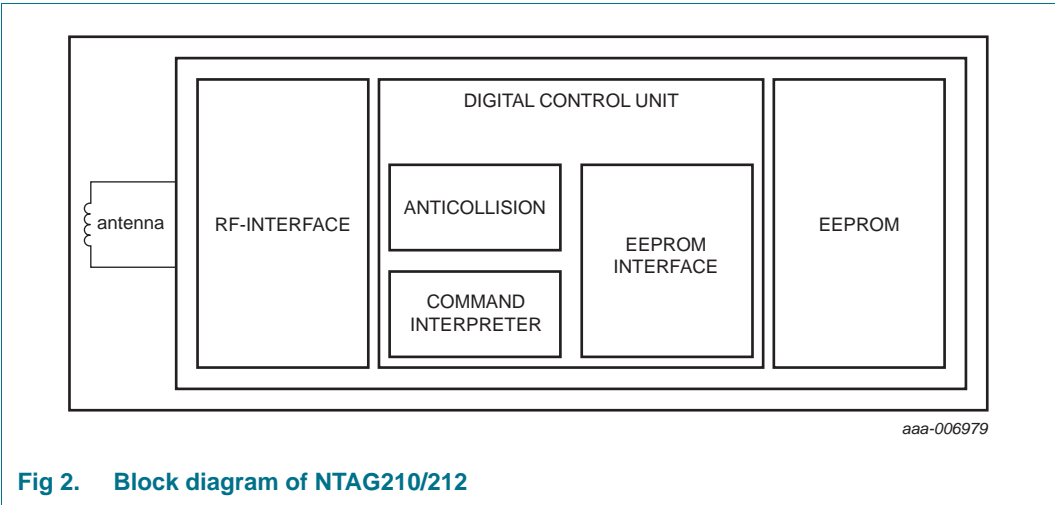 DIGITAL CONTROL UNIT
antenna
RF-INTERFACE
ANTICOLLISION
COMMAND
INTERPRETER
EEPROM
INTERFACE
EEPROM
aaa-006979
Fig 2. Block diagram of NTAG210/212